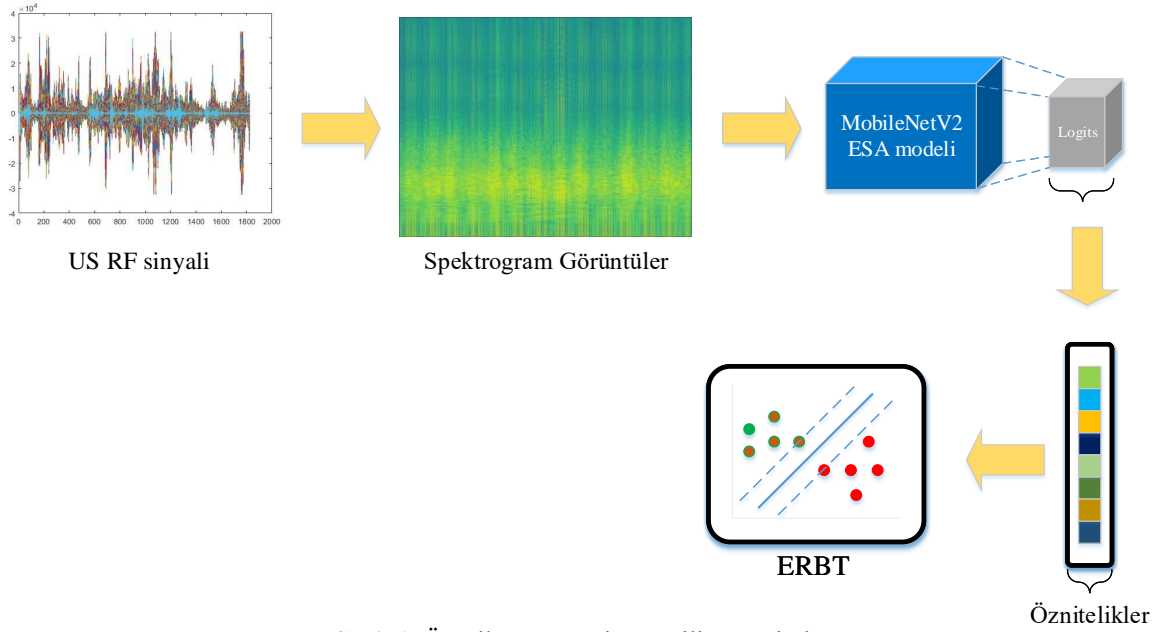 × 10⁴
4
3
2
1
0
-1
-2
-3
-4
0 200 400 600 800 1000 1200 1400 1600 1800 2000
US RF sinyali
Spektrogram Görüntüler
MobileNetV2
ESA modeli
Logits
Öznitelikler
ERBT